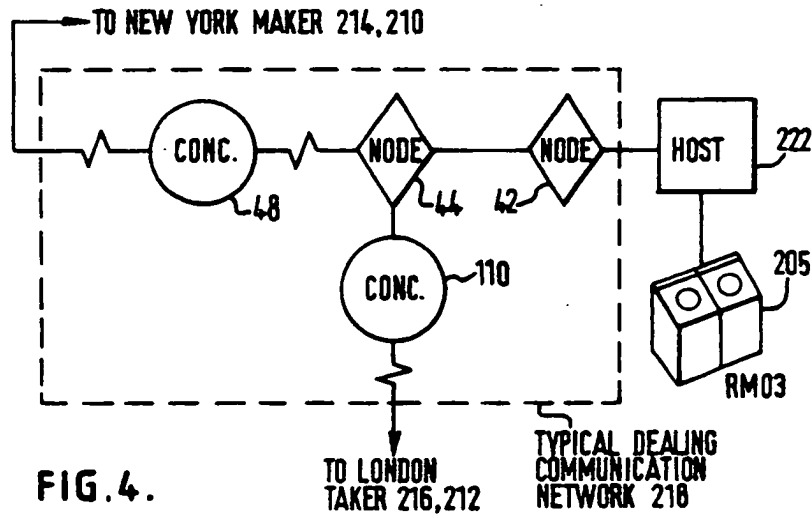 TO NEW YORK MAKER 214,210
CONC.
NODE
NODE
HOST
48
44
42
222
CONC.
110
205
RM03
TO LONDON
TAKER 216,212
TYPICAL DEALING
COMMUNICATION
NETWORK 218
FIG.4.